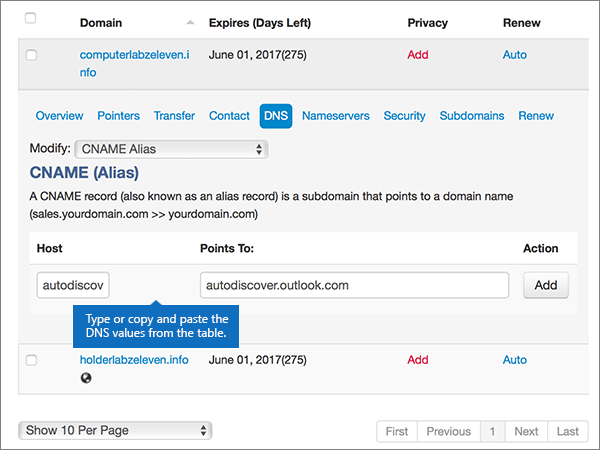 Domain Expires (Days Left) Privacy Renew
computerlabzeleven.i June 01, 2017(275) Add Auto
nfo
Overview Pointers Transfer Contact DNS Nameservers Security Subdomains Renew
Modify: CNAME Alias
CNAME (Alias)
A CNAME record (also known as an alias record) is a subdomain that points to a domain name
(sales.yourdomain.com >> yourdomain.com)
Host Points To: Action
autodiscov autodiscover.outlook.com Add
Type or copy and paste the
DNS values from the table.
holderlabzeleven.info June 01, 2017(275) Add Auto
Show 10 Per Page First Previous 1 Next Last